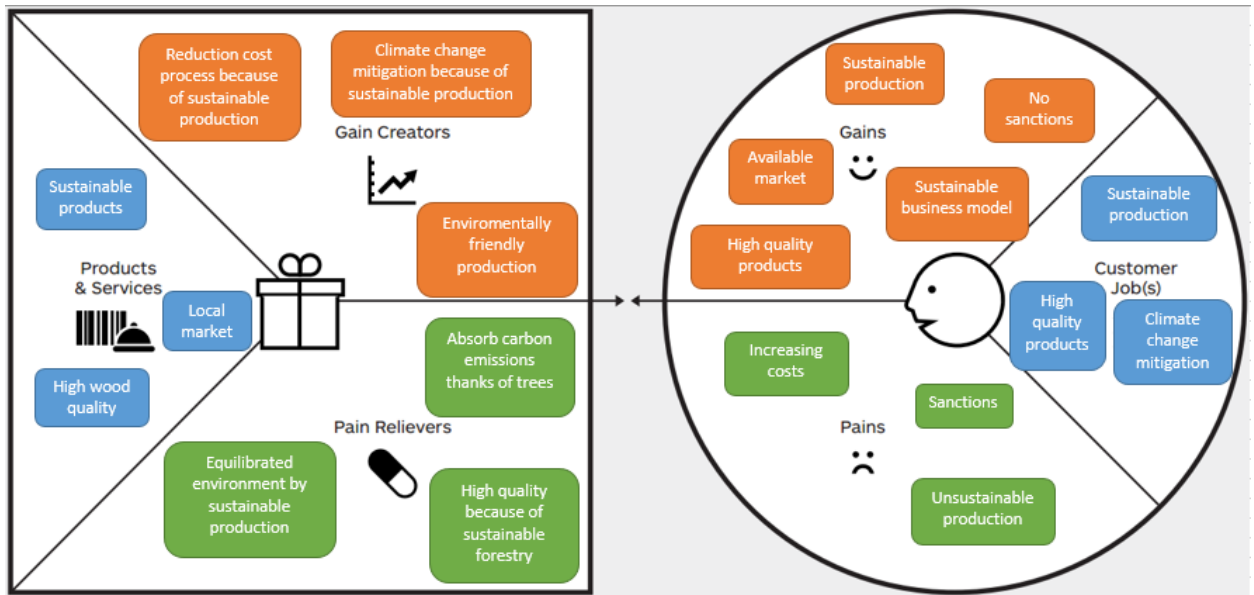 Reduction cost
process because
of sustainable
production
Climate change
mitigation because of
sustainable production
Gain Creators
Enviromentally
friendly
production
Sustainable
products
Products
& Services
Local
market
High wood
quality
Absorb carbon
emissions
thanks of trees
Pain Relievers
Equilibrated
environment by
sustainable
production
High quality
because of
sustainable
forestry
Sustainable
production
No
sanctions
Gains
Available
market
Sustainable
business model
High quality
products
Sustainable
production
Customer
Job(s)
High
quality
products
Climate
change
mitigation
Increasing
costs
Sanctions
Pains
Unsustainable
production